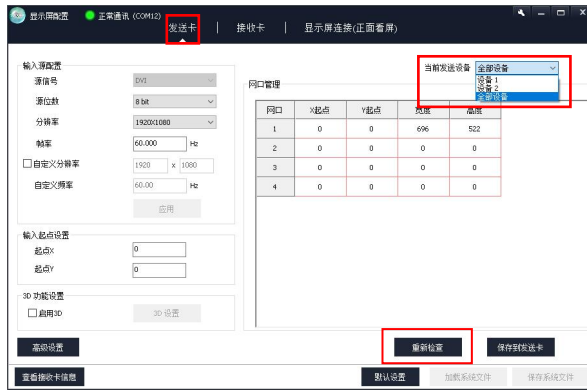 显示屏配置 正常通讯 (COM12)
发送卡 接收卡 显示屏连接(正面看屏)
输入源配置
源信号 DVI
源位数 8 bit
分辨率 1920X1080
帧率 60.000 Hz
自定义分辨率 1920 x 1080
自定义频率 60.00 Hz
应用
输入起点设置
起点X 0
起点Y 0
3D 功能设置
启用3D 3D 设置
当前发送设备 全部设备
设备 1
设备 2
全部设备
网口管理
网口 X起点 Y起点 宽度 高度
1 0 0 696 522
2 0 0 0 0
3 0 0 0 0
4 0 0 0 0
高级设置 重新检查 保存到发送卡
查看接收卡信息 默认设置 加载系统文件 保存系统文件